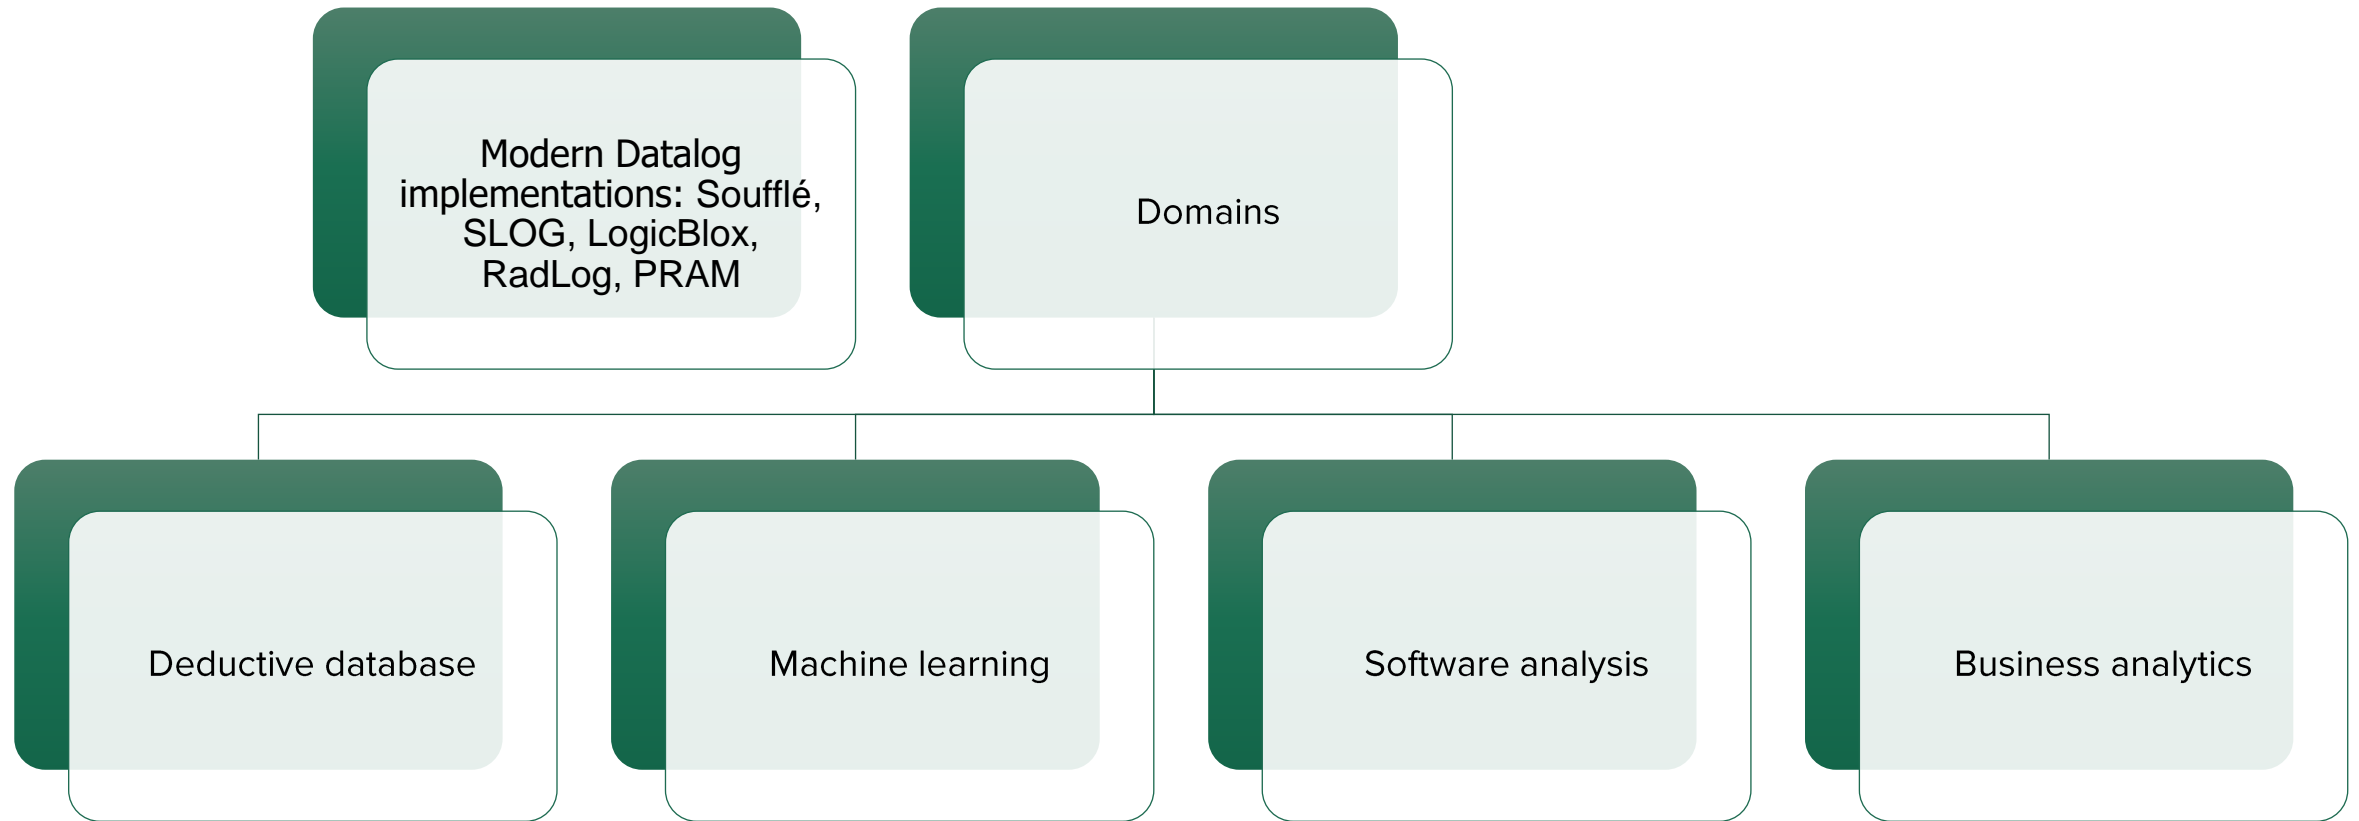 Modern Datalog
implementations: Soufflé,
SLOG, LogicBlox,
RadLog, PRAM
Domains
Deductive database
Machine learning
Software analysis
Business analytics